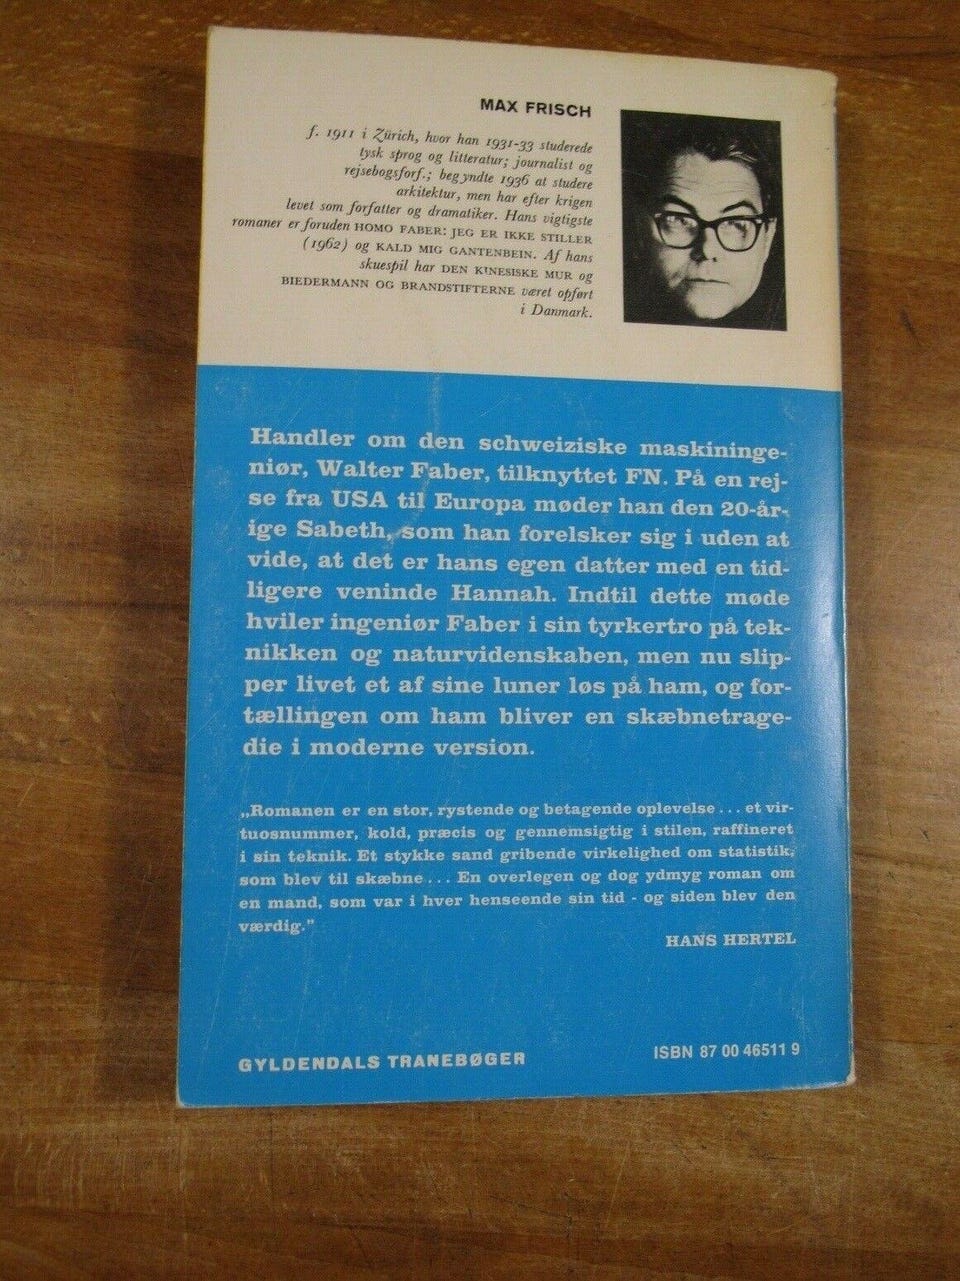 MAX FRISCH
f. 1911 i Zürich, hvor han 1931-33 studerede
tysk sprog og litteratur; journalist og
rejsebogsforf.; begyndte 1936 at studere
arkitektur, men har efter krigen
levet som forfatter og dramatiker. Hans vigtigste
romaner er foruden HOMO FABER: JEG ER IKKE STILLER
(1962) og KALD MIG GANTENBEIN. Af hans
skuespil har DEN KINESISKE MUR og
BIEDERMANN OG BRANDSTIFTERNE været opført
i Danmark.
Handler om den schweiziske maskininge-
niør, Walter Faber, tilknyttet FN. På en rej-
se fra USA til Europa møder han den 20-år-
ige Sabeth, som han forelsker sig i uden at
vide, at det er hans egen datter med en tid-
ligere veninde Hannah. Indtil dette møde
hviler ingeniør Faber i sin tyrkertro på tek-
nikken og naturvidenskaben, men nu slip-
per livet et af sine luner løs på ham, og for-
tællingen om ham bliver en skæbnetrage-
die i moderne version.
„Romanen er en stor, rystende og betagende oplevelse . . . et vir-
tuosnummer, kold, præcis og gennemsigtig i stilen, raffineret
i sin teknik. Et stykke sand gribende virkelighed om statistik,
som blev til skæbne . . . En overlegen og dog ydmyg roman om
en mand, som var i hver henseende sin tid - og siden blev den
værdig.”
HANS HERTEL
GYLDENDALS TRANEBØGER
ISBN 87 00 46511 9